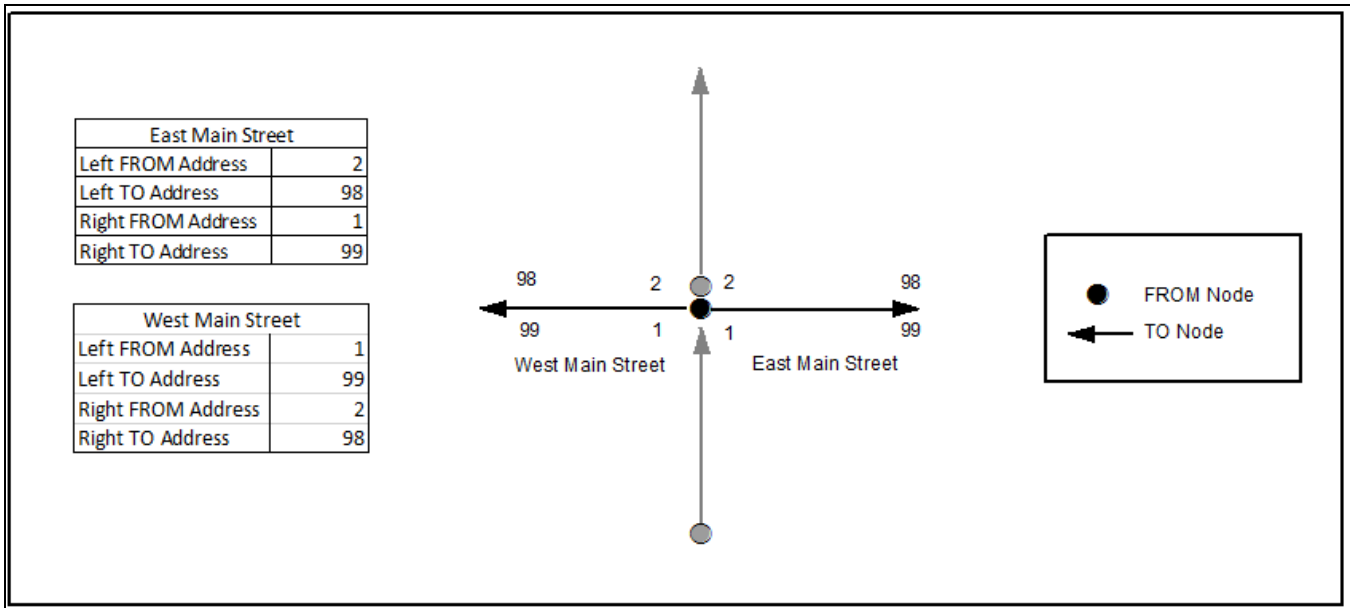 East Main Street
Left FROM Address 2
Left TO Address 98
Right FROM Address 1
Right TO Address 99
West Main Street
Left FROM Address 1
Left TO Address 99
Right FROM Address 2
Right TO Address 98
98 2 2 98
99 1 1 99
West Main Street East Main Street
FROM Node
TO Node